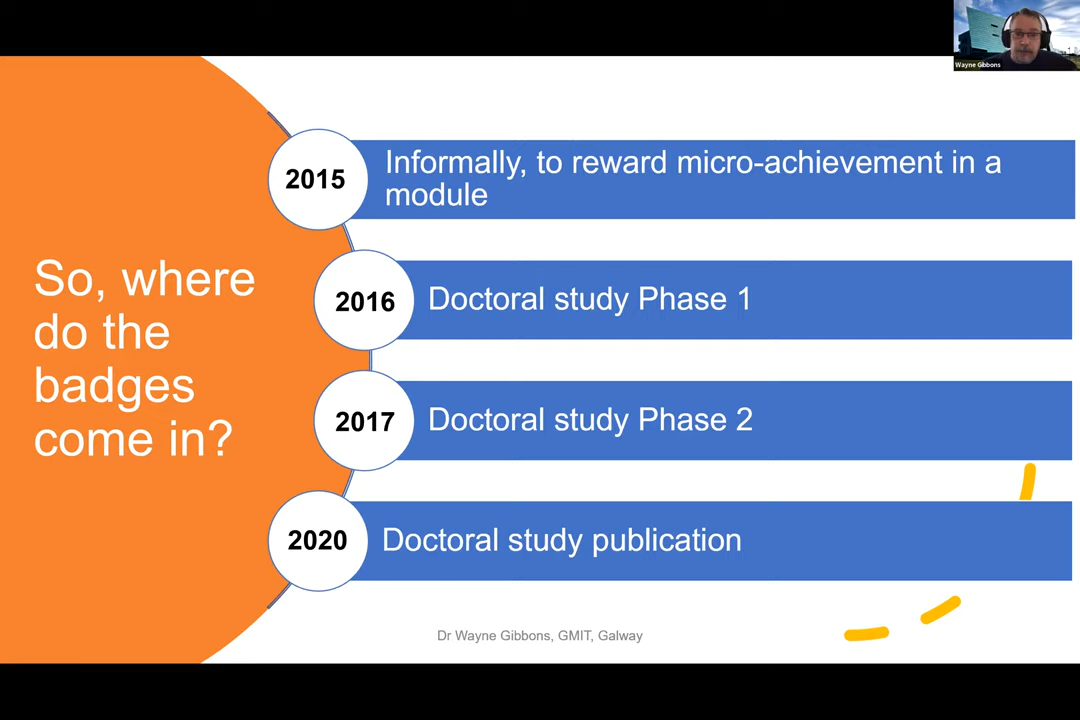 Wayne Gibbons
So, where
do the
badges
come in?
2015
Informally, to reward micro-achievement in a
module
2016
Doctoral study Phase 1
2017
Doctoral study Phase 2
2020
Doctoral study publication
Dr Wayne Gibbons, GMIT, Galway